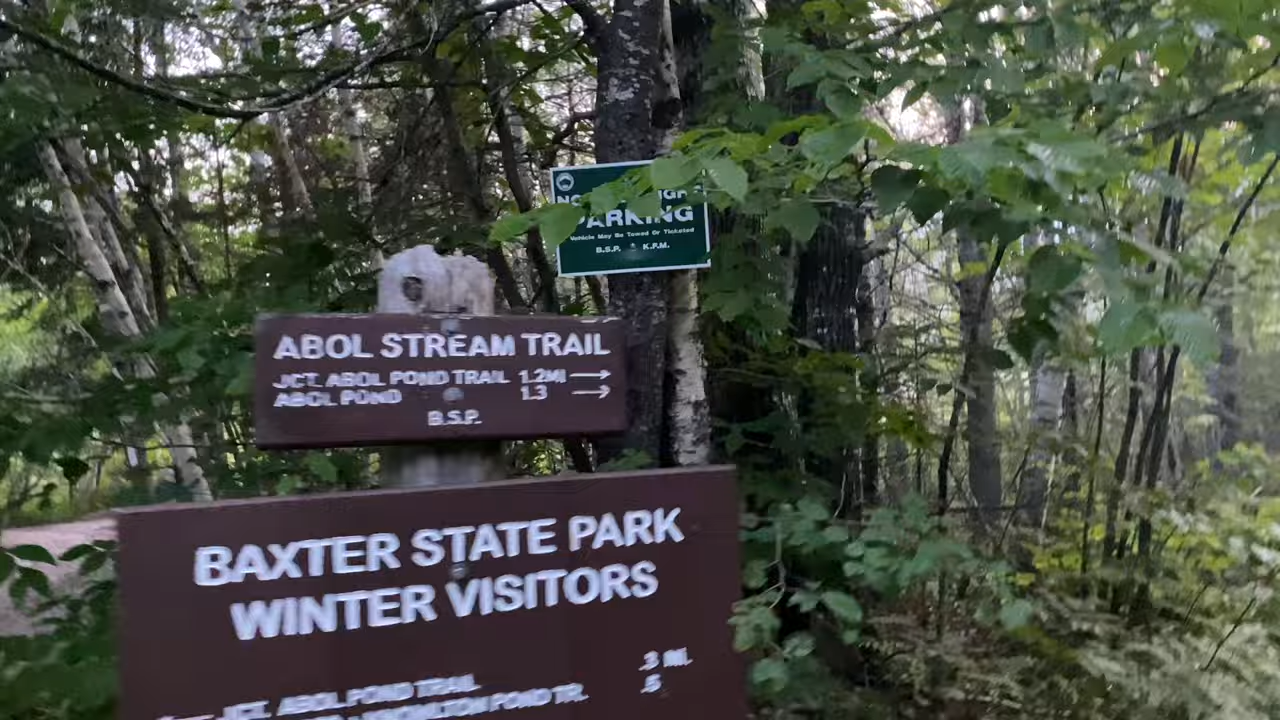 PARKING
Vehicle May Be Towed Or Ticketed
B.S.P. K.P.M.
ABOL STREAM TRAIL
JCT. ABOL POND TRAIL 1.2MI →
ABOL POND 1.3 →
B.S.P.
BAXTER STATE PARK
WINTER VISITORS
JCT. ABOL POND TRAIL .3 MI.
POND TR. .5